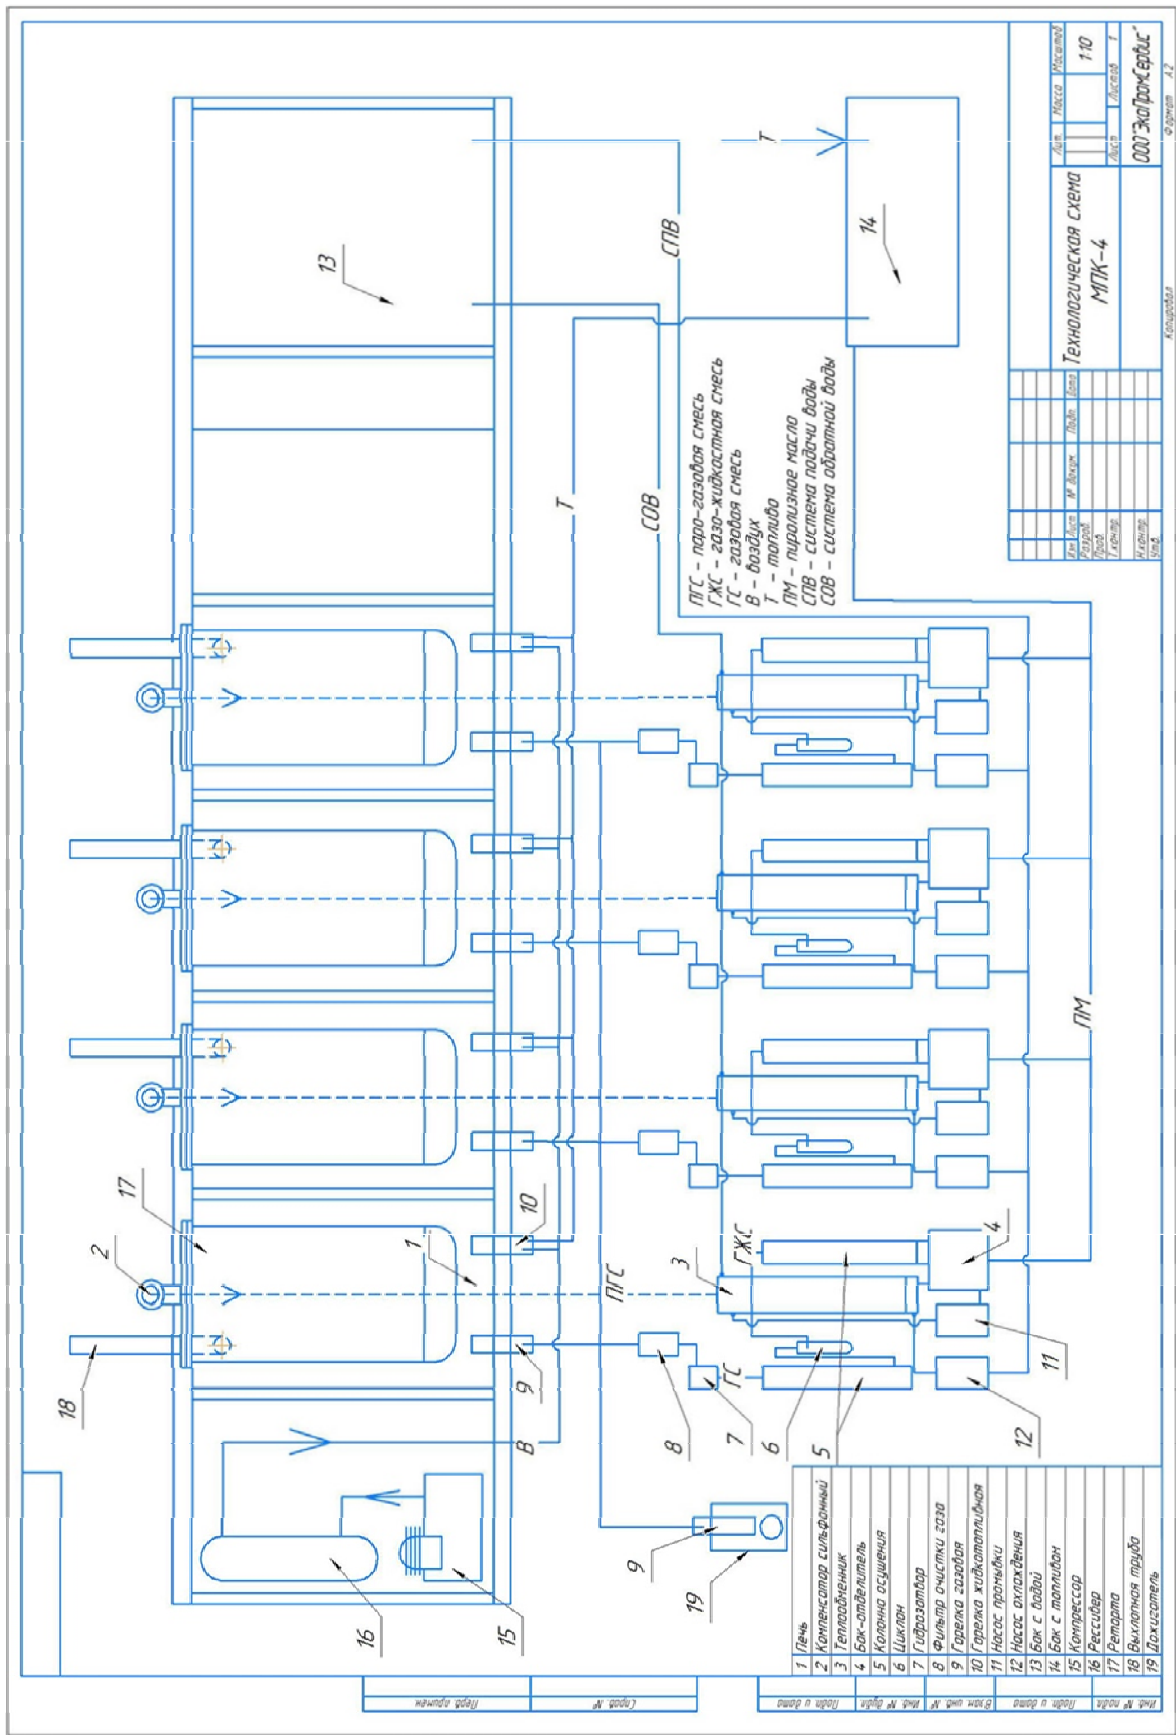 18
2
17
13
16
15
В
9
1
10
Т
СОВ
СПВ
Т
14
ПГС
ГС
ГЖС
3
4
8
7
6
5
12
11
9
19
ПМ
ПГС - паро-газовая смесь
ГЖС - газо-жидкостная смесь
ГС - газовая смесь
В - воздух
Т - топливо
ПМ - пиролизное масло
СПВ - система подачи воды
СОВ - система обратной воды
1 Печь
2 Компенсатор сильфонный
3 Теплообменник
4 Бак-отделитель
5 Колонна осушения
6 Циклон
7 Гидрозатвор
8 Фильтр очистки газа
9 Горелка газовая
10 Горелка жидкотопливная
11 Насос промывки
12 Насос охлаждения
13 Бак с водой
14 Бак с топливом
15 Компрессор
16 Рессивер
17 Реторта
18 Выхлопная труба
19 Дожигатель
Перв. примен.
Справ. №
Подп. и дата
Инв. № дубл.
Взам. инв. №
Подп. и дата
Инв. № подл.
Изм. Лист № докум. Подп. Дата
Разраб.
Пров.
Т.контр.
Н.контр.
Утв.
Технологическая схема
МПК-4
Лит. Масса Масштаб
1:10
Лист Листов 1
ООО"ЭкоПромСервис"
Копировал Формат А2